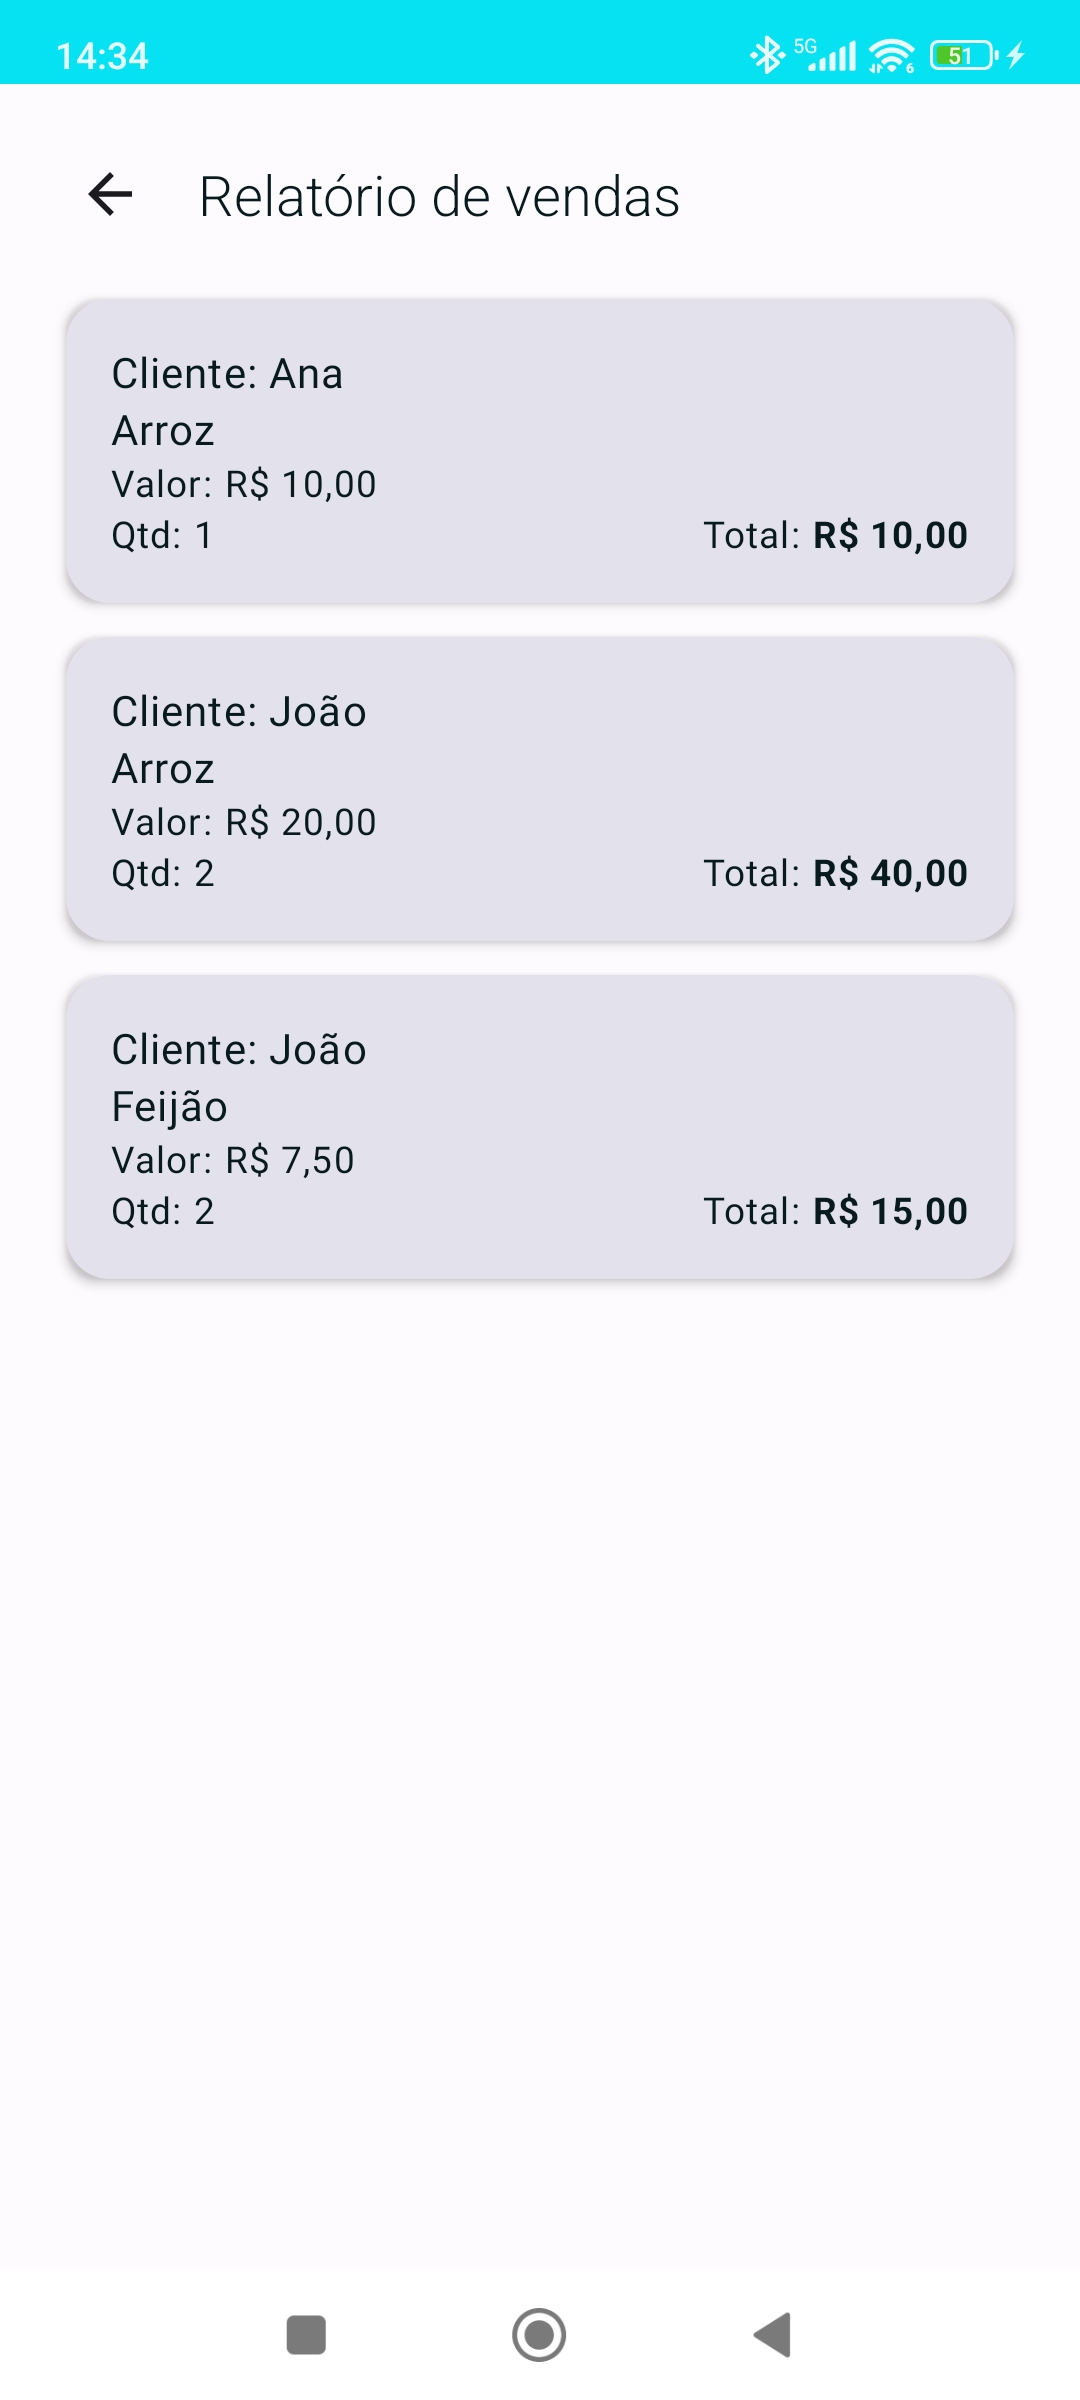 14:34
5G
6
51
Relatório de vendas
Cliente: Ana
Arroz
Valor: R$ 10,00
Qtd: 1 Total: R$ 10,00
Cliente: João
Arroz
Valor: R$ 20,00
Qtd: 2 Total: R$ 40,00
Cliente: João
Feijão
Valor: R$ 7,50
Qtd: 2 Total: R$ 15,00